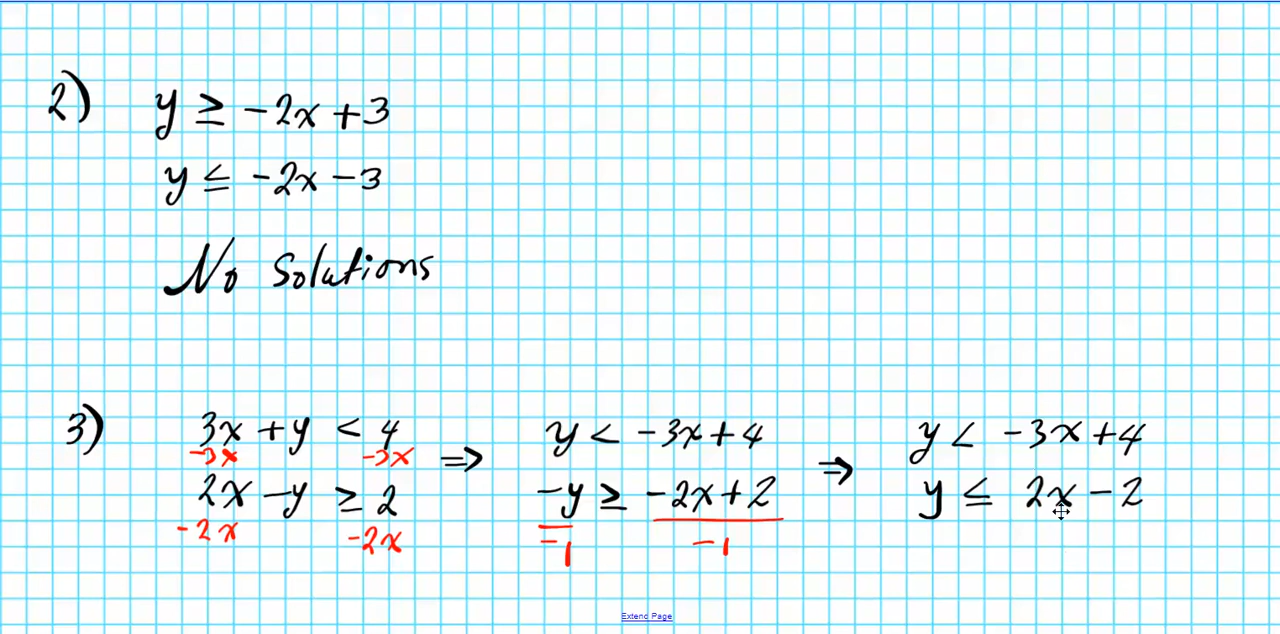 2) y ≥ -2x +3
y ≤ -2x -3
No Solutions
3) 3x + y < 4 ⇒ y < -3x+4 ⇒ y < -3x+4
-3x -3x
2x -y ≥ 2 -y ≥ -2x+2 y ≤ 2x-2
-2x -2x -1 -1
Extend Page